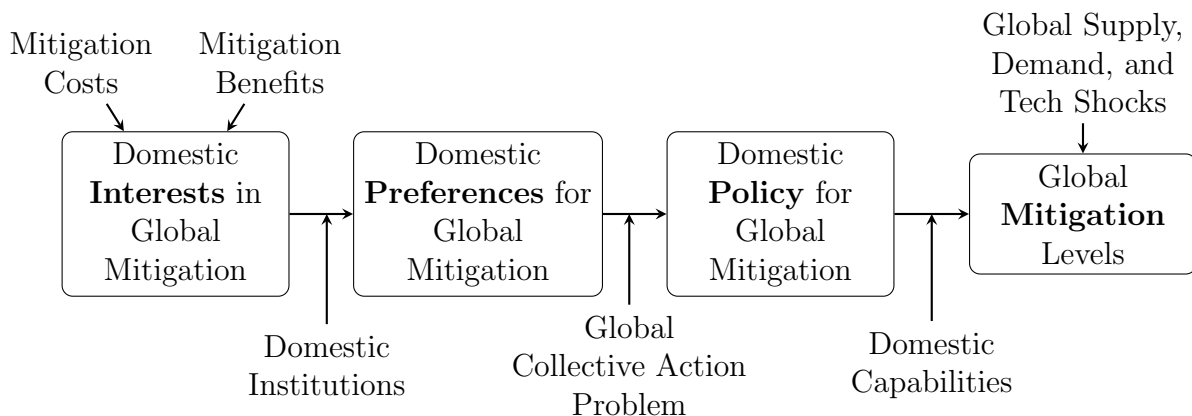 Mitigation
Costs
Mitigation
Benefits
Global Supply,
Demand, and
Tech Shocks
Domestic
Interests in
Global
Mitigation
Domestic
Preferences for
Global
Mitigation
Domestic
Policy for
Global
Mitigation
Global
Mitigation
Levels
Domestic
Institutions
Global
Collective Action
Problem
Domestic
Capabilities